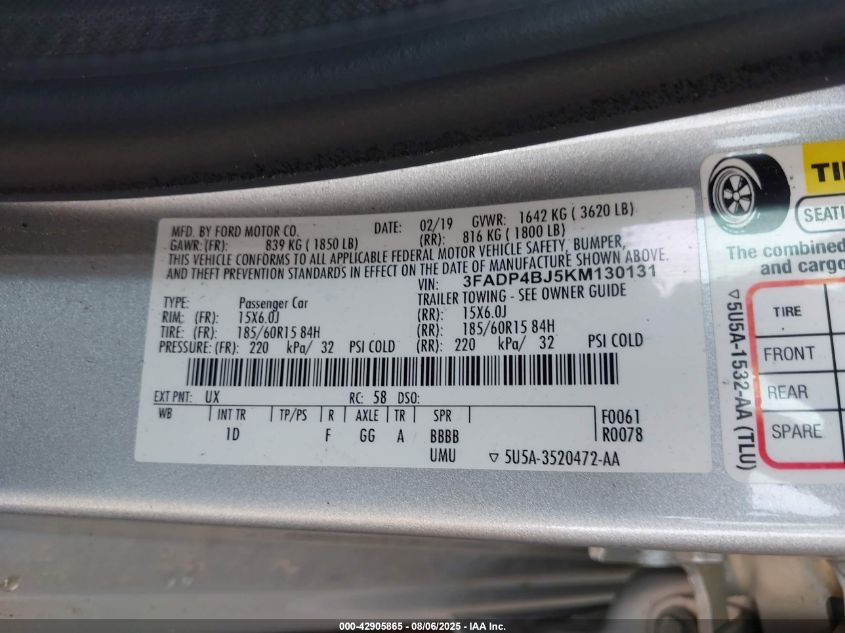 MFD. BY FORD MOTOR CO. DATE: 02/19 GVWR: 1642 KG ( 3620 LB)
GAWR: (FR) 839 KG ( 1850 LB) (RR): 816 KG ( 1800 LB)
VEHICLE CONFORMS TO ALL APPLICABLE FEDERAL MOTOR VEHICLE SAFETY, BUMPER,
AND THEFT PREVENTION STANDARDS IN EFFECT ON THE DATE OF MANUFACTURE SHOWN ABOVE.
VIN: 3FADP4BJ5KM130131
TYPE: Passenger Car TRAILER TOWING - SEE OWNER GUIDE
RIM: (FR): 15X6.0J (RR): 15X6.0J
TIRE: (FR): 185/60R15 84H (RR): 185/60R15 84H
PRESSURE: (FR): 220 kPa/ 32 PSI COLD (RR): 220 kPa/ 32 PSI COLD
EXT PNT: UX RC: 58 DSO:
WB INT TR TP/PS R AXLE TR SPR F0061
1D F GG A BBBB R0078
UMU ▽ 5U5A-3520472-AA
TIR
SEATI
The combined
and cargo
TIRE
FRONT
REAR
SPARE
▽ 5U5A-1532-AA (TLU)
000-42905865 - 08/06/2025 - IAA Inc.